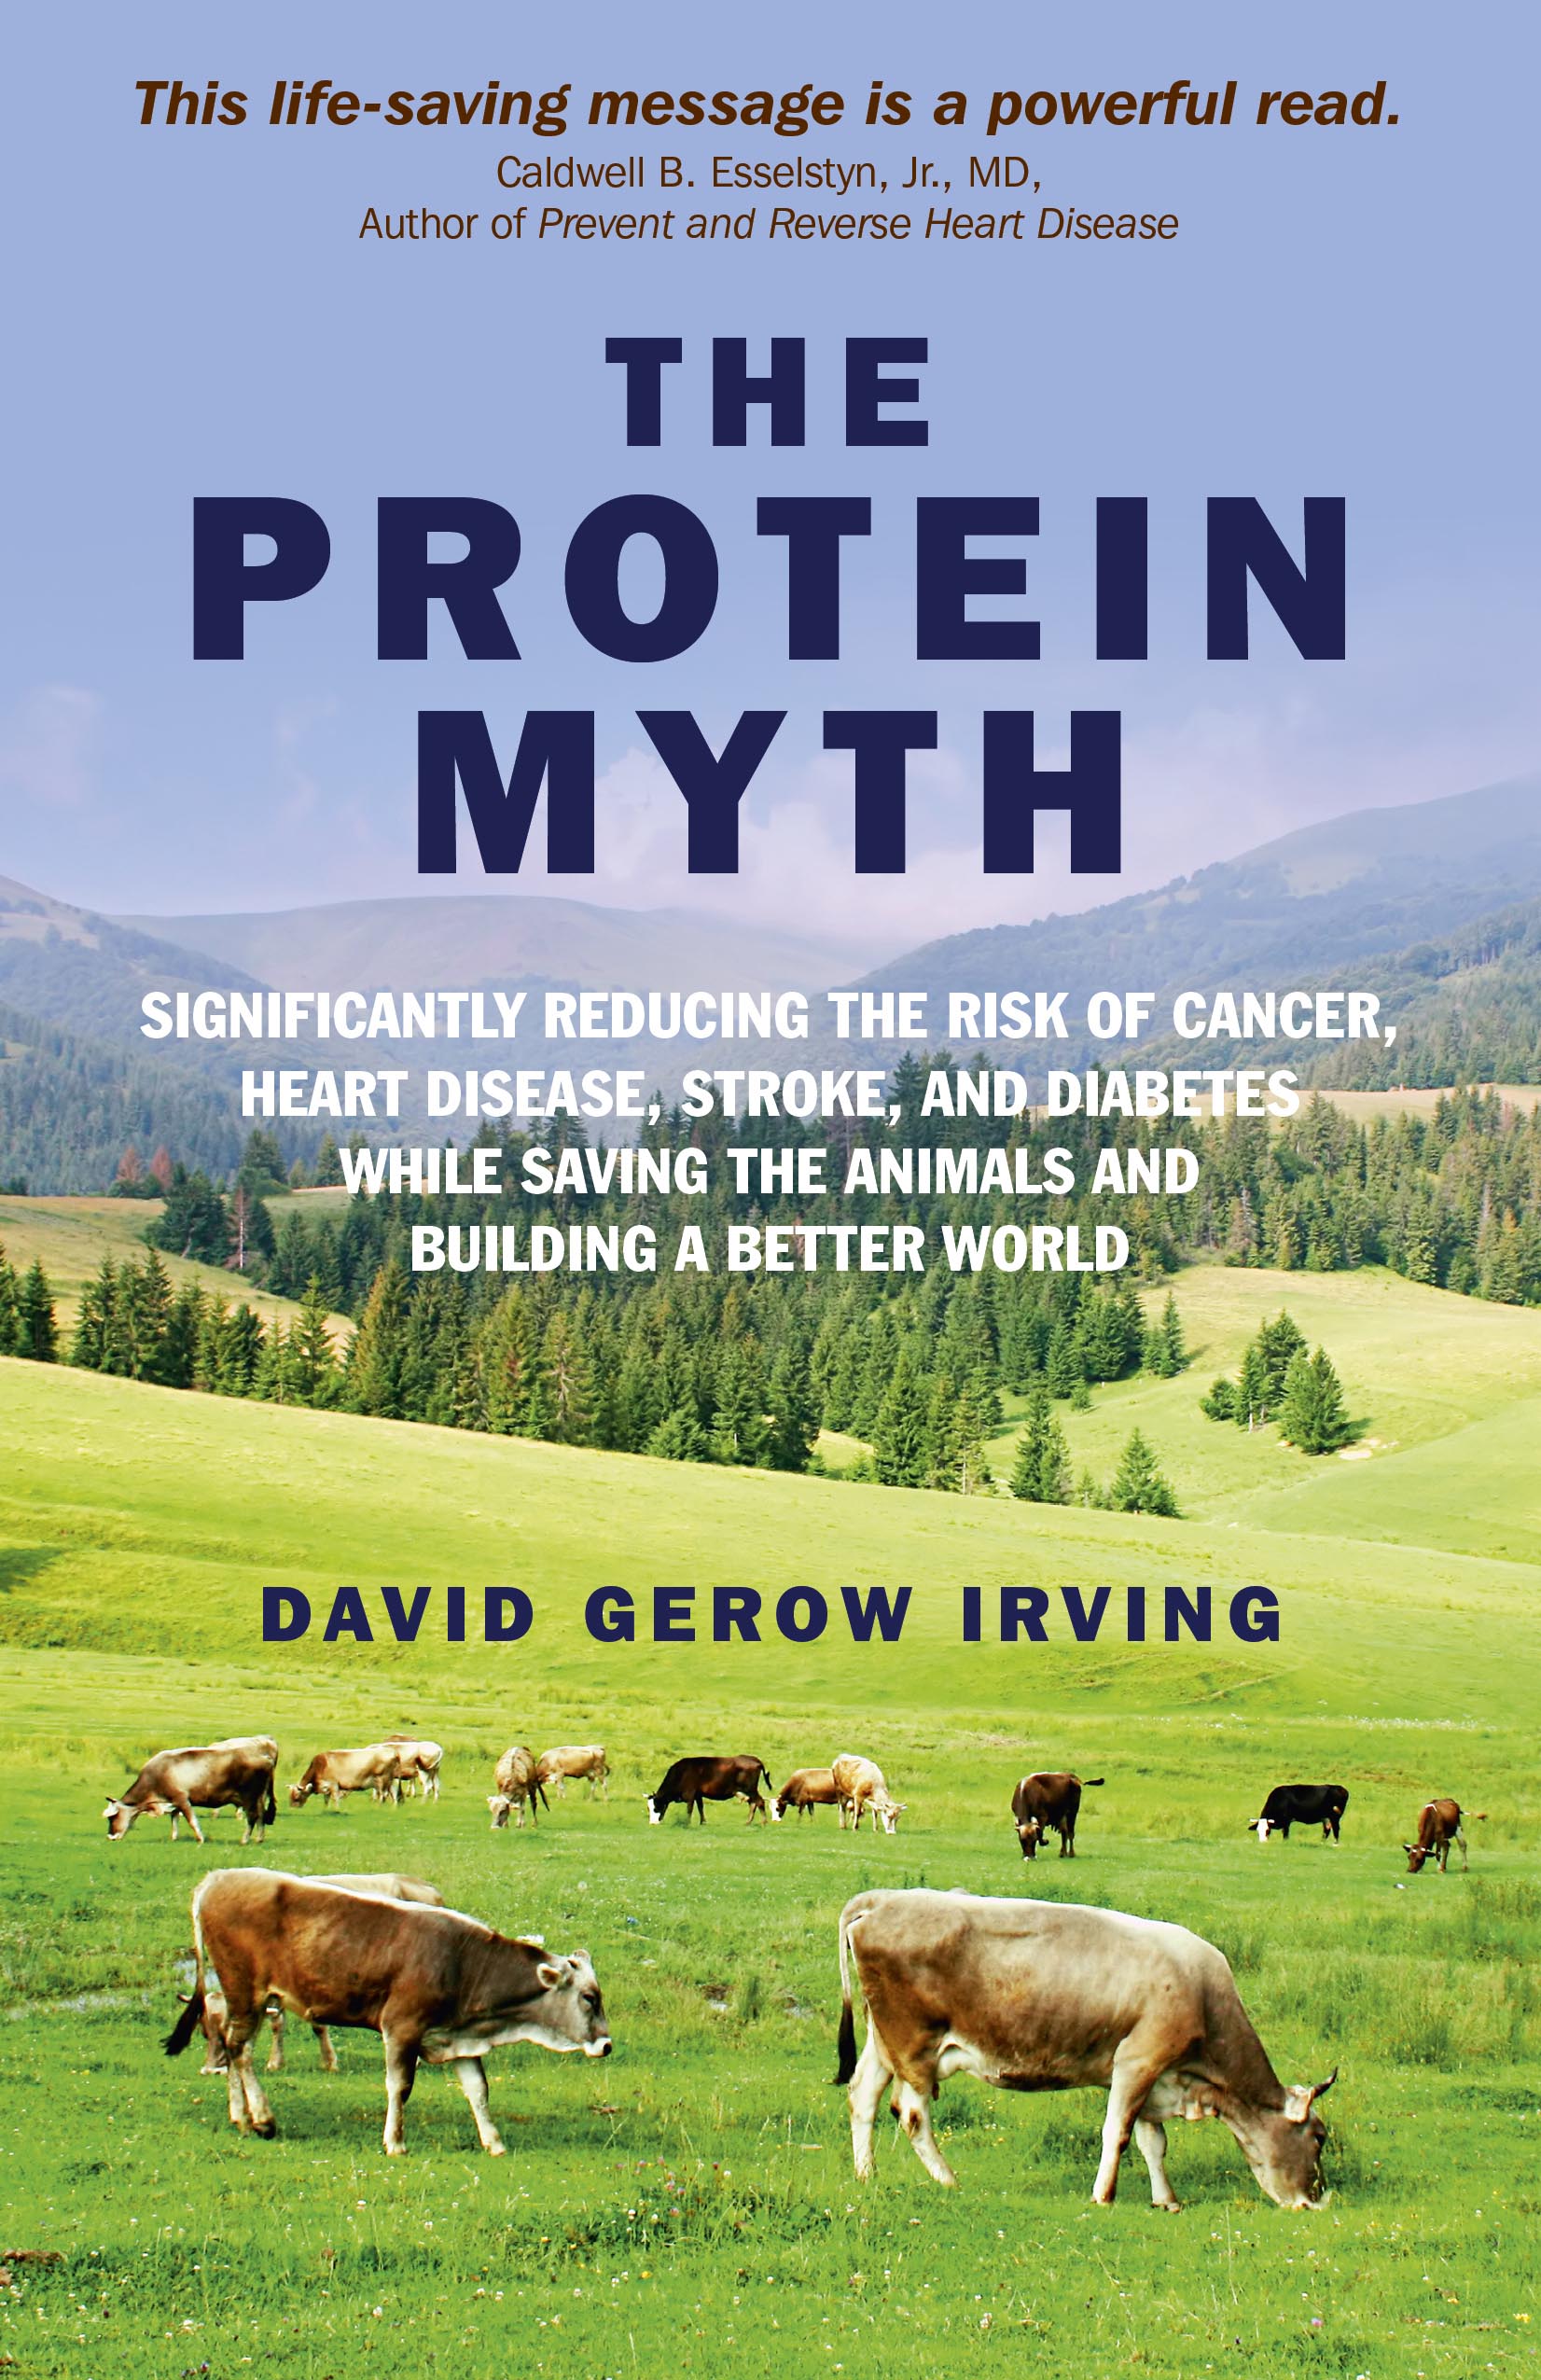 This life-saving message is a powerful read.
Caldwell B. Esselstyn, Jr., MD,
Author of Prevent and Reverse Heart Disease
THE
PROTEIN
MYTH
SIGNIFICANTLY REDUCING THE RISK OF CANCER,
HEART DISEASE, STROKE, AND DIABETES
WHILE SAVING THE ANIMALS AND
BUILDING A BETTER WORLD
DAVID GEROW IRVING